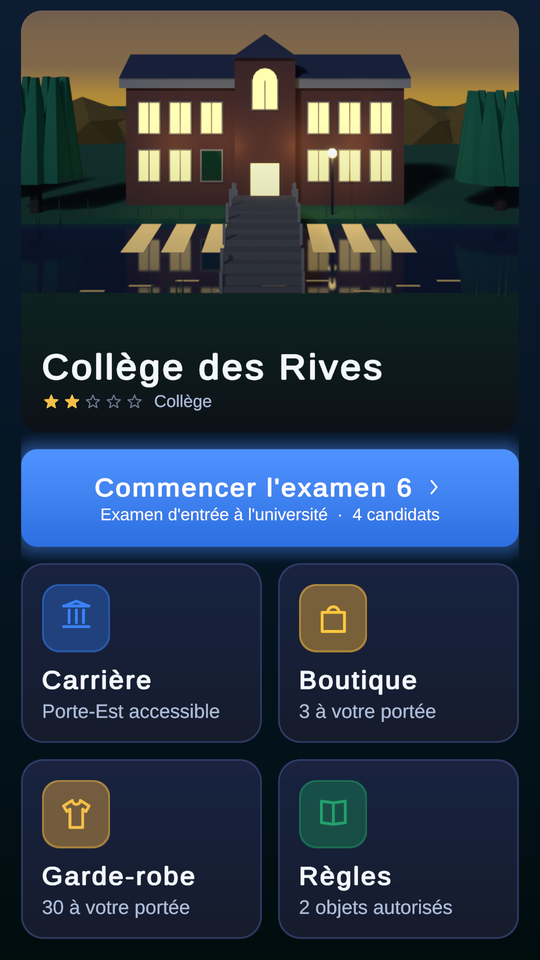 Collège des Rives
Collège
Commencer l'examen 6
Examen d'entrée à l'université · 4 candidats
Carrière
Porte-Est accessible
Boutique
3 à votre portée
Garde-robe
30 à votre portée
Règles
2 objets autorisés